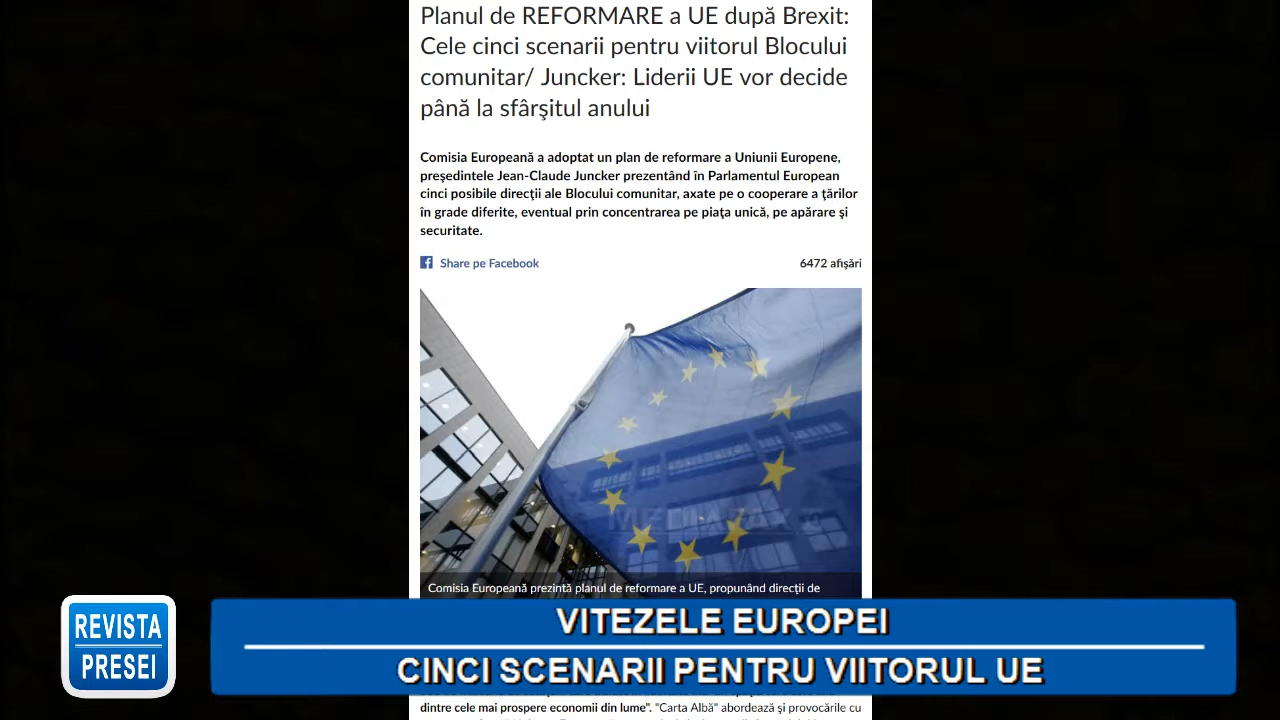 Planul de REFORMARE a UE după Brexit:
Cele cinci scenarii pentru viitorul Blocului
comunitar/ Juncker: Liderii UE vor decide
până la sfârşitul anului
Comisia Europeană a adoptat un plan de reformare a Uniunii Europene,
preşedintele Jean-Claude Juncker prezentând în Parlamentul European
cinci posibile direcţii ale Blocului comunitar, axate pe o cooperare a ţărilor
în grade diferite, eventual prin concentrarea pe piaţa unică, pe apărare şi
securitate.
Share pe Facebook
6472 afişări
Comisia Europeană prezintă planul de reformare a UE, propunând direcţii de
REVISTA
PRESEI
VITEZELE EUROPEI
CINCI SCENARII PENTRU VIITORUL UE
dintre cele mai prospere economii din lume". "Carta Albă" abordează şi provocările cu